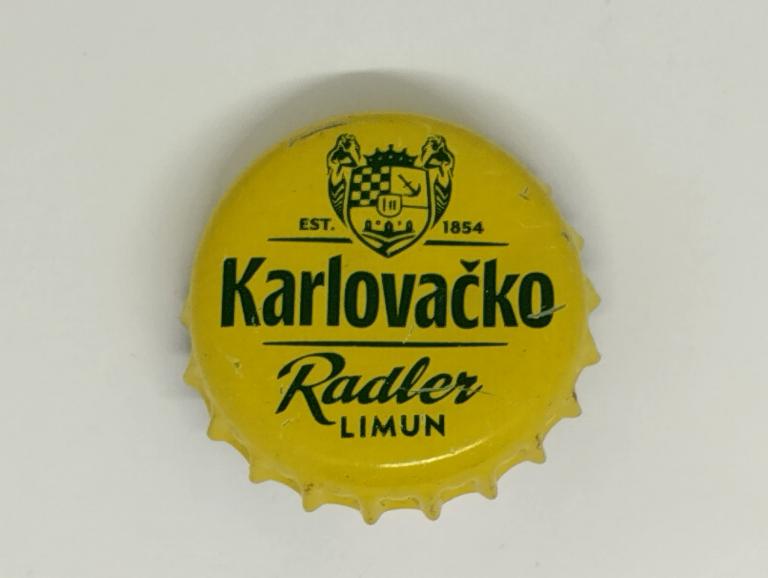 EST. 1854
Karlovačko
Radler
LIMUN